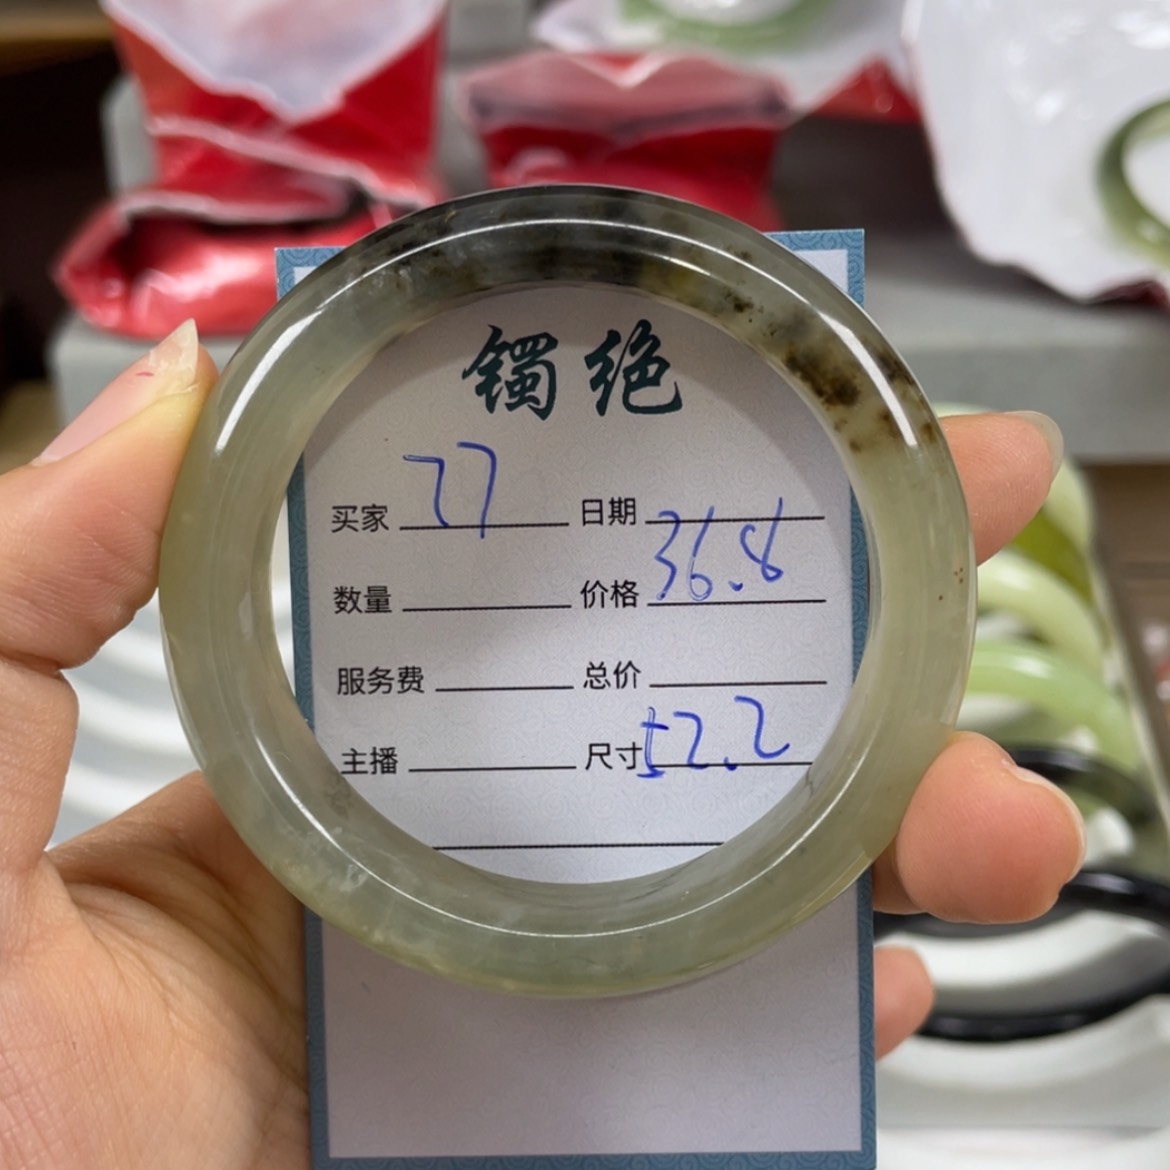 镯绝
买家 77 日期
数量 价格 36.8
服务费 总价
主播 尺寸 52.2